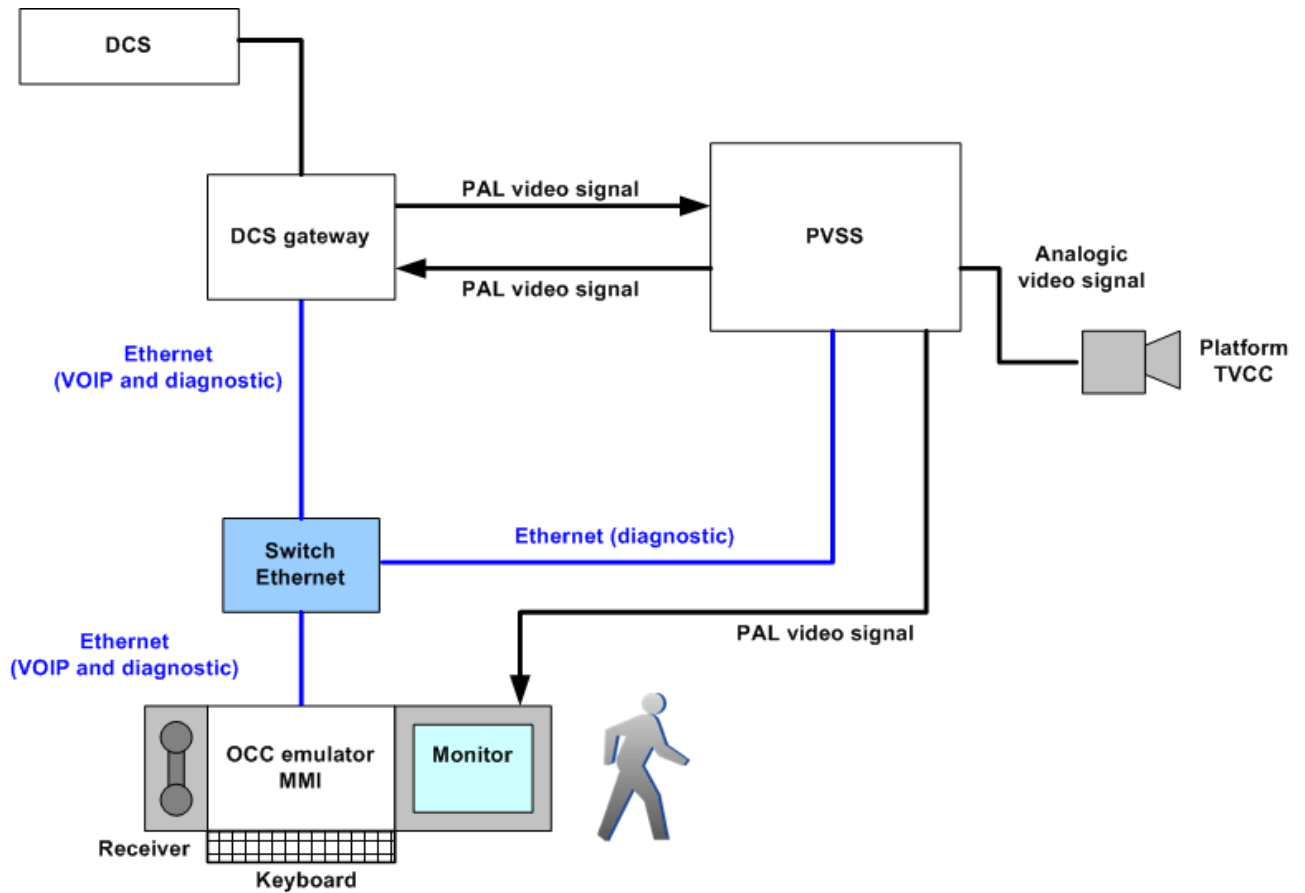 DCS
PAL video signal
DCS gateway
PVSS
PAL video signal
Analogic
video signal
Platform
TVCC
Ethernet
(VOIP and diagnostic)
Switch
Ethernet
Ethernet (diagnostic)
PAL video signal
Ethernet
(VOIP and diagnostic)
OCC emulator
MMI
Monitor
Receiver
Keyboard